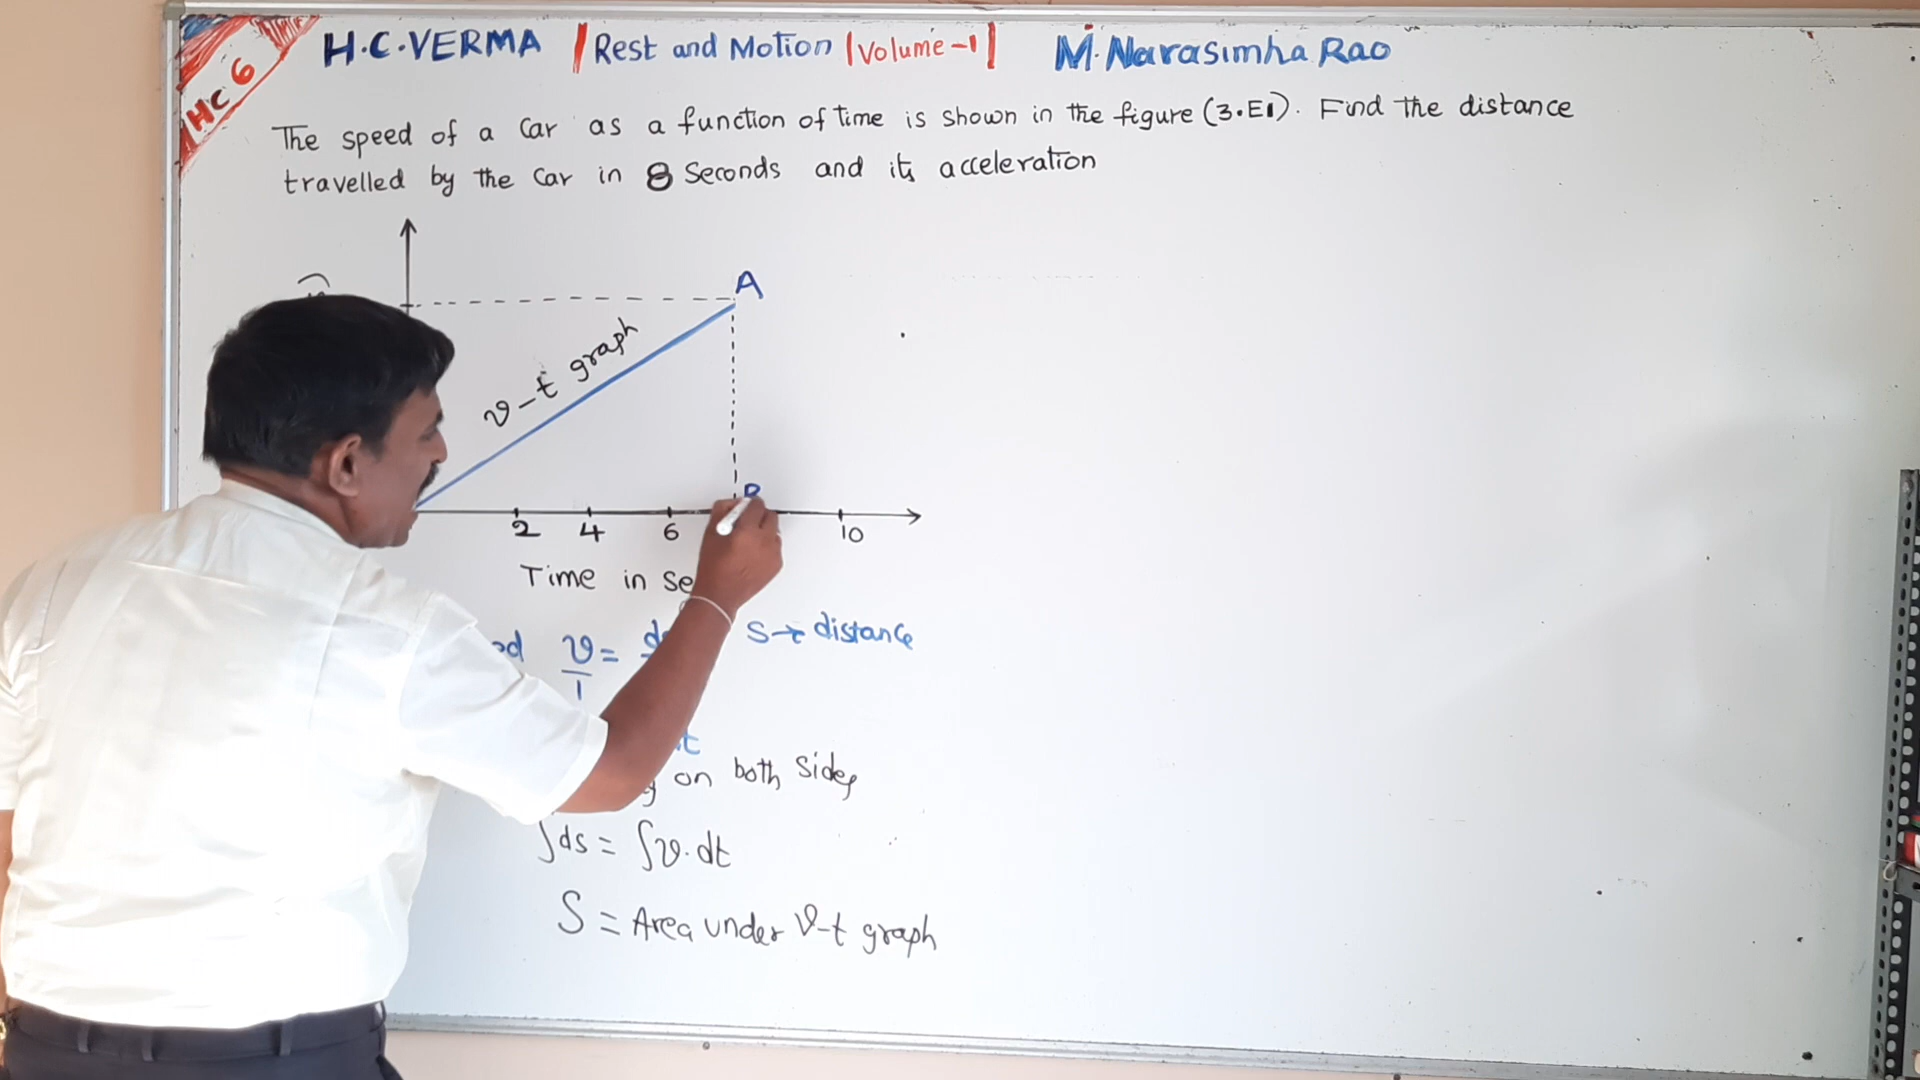 HC 6
H.C.VERMA | Rest and Motion | Volume-1 | M. Narasimha Rao
The speed of a car as a function of time is shown in the figure (3.E1). Find the distance
travelled by the car in 8 seconds and its acceleration
A
v-t graph
B
2 4 6 10
Time in se
v/1 = S→distance
on both sides
∫ds = ∫v.dt
S = Area under v-t graph